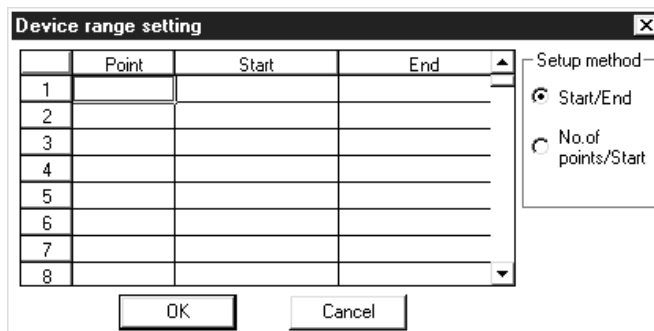 Device range setting
Point Start End
Setup method
1
Start/End
2
3
No.of
points/Start
4
5
6
7
8
OK Cancel